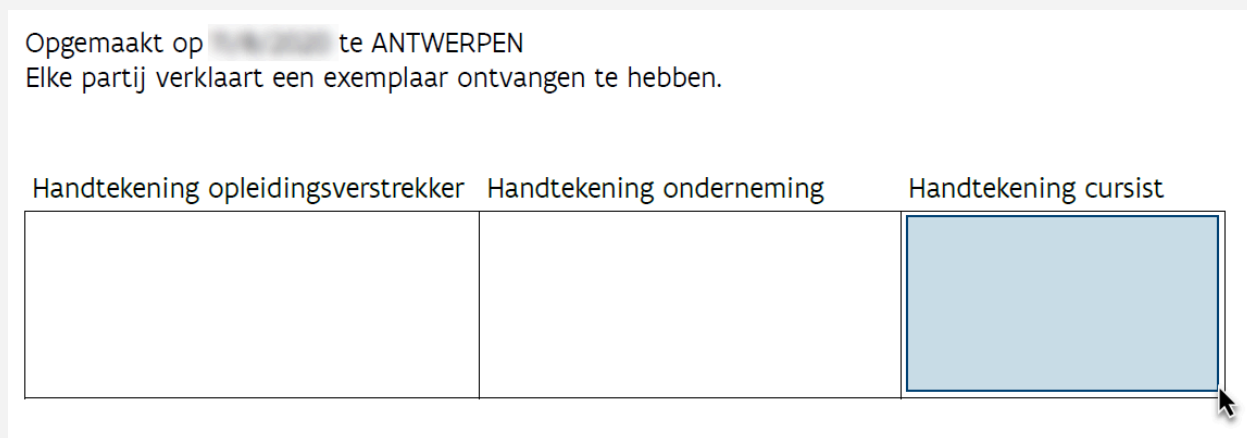 Opgemaakt op te ANTWERPEN
Elke partij verklaart een exemplaar ontvangen te hebben.
Handtekening opleidingsverstrekker Handtekening onderneming Handtekening cursist